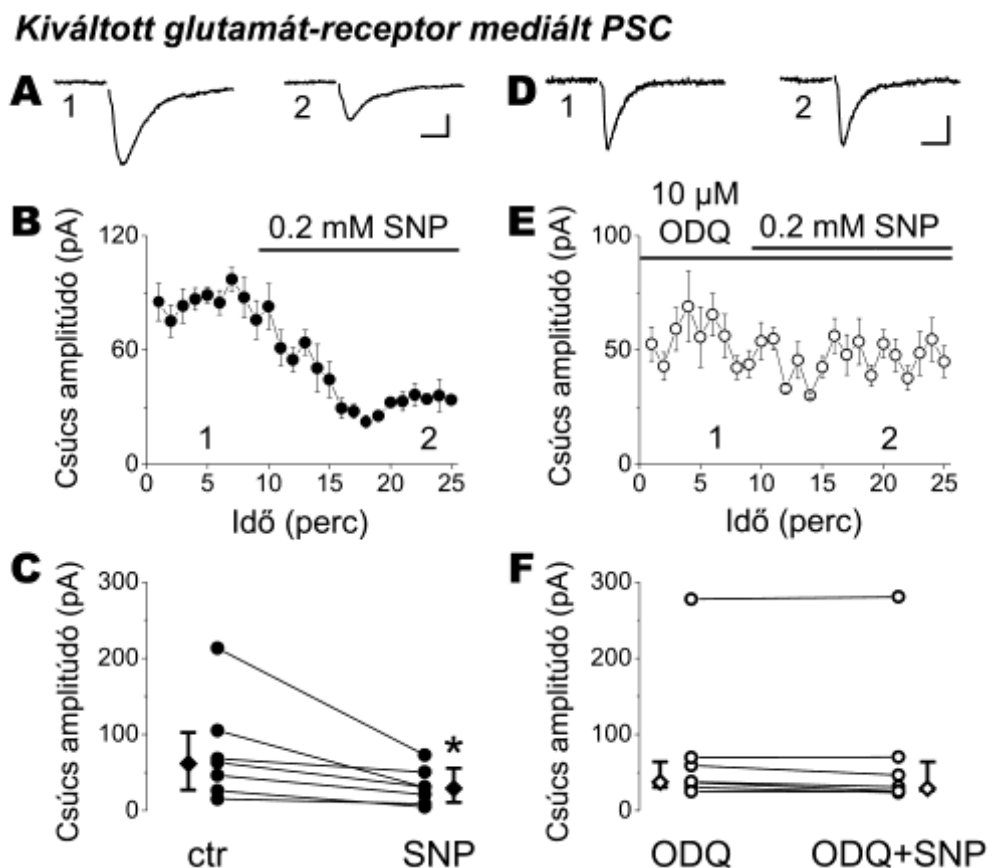 Kiváltott glutamát-receptor mediált PSC
A
1
2
D
1
2
B
Csúcs amplitúdó (pA)
120
60
0
0.2 mM SNP
1
2
0 5 10 15 20 25
Idő (perc)
E
Csúcs amplitúdó (pA)
100
50
0
10 µM
ODQ
0.2 mM SNP
1
2
0 5 10 15 20 25
Idő (perc)
C
Csúcs amplitúdó (pA)
300
200
100
0
*
ctr SNP
F
Csúcs amplitúdó (pA)
300
200
100
0
ODQ ODQ+SNP